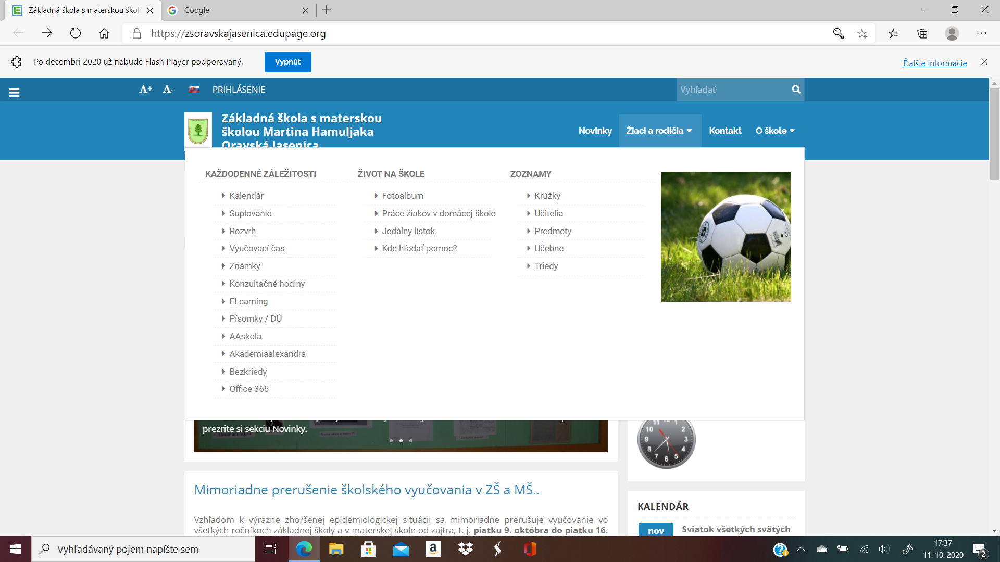 Základná škola s materskou ško
Google
https://zsoravskajasenica.edupage.org
Po decembri 2020 už nebude Flash Player podporovaný.
Vypnúť
Ďalšie informácie
A+ A- PRIHLÁSENIE
Vyhľadať
Základná škola s materskou
školou Martina Hamuljaka
Oravská Jasenica
Novinky
Žiaci a rodičia
Kontakt
O škole
KAŽDODENNÉ ZÁLEŽITOSTI
Kalendár
Suplovanie
Rozvrh
Vyučovací čas
Známky
Konzultačné hodiny
ELearning
Písomky / DÚ
AAskola
Akademiaalexandra
Bezkriedy
Office 365
ŽIVOT NA ŠKOLE
Fotoalbum
Práce žiakov v domácej škole
Jedálny lístok
Kde hľadať pomoc?
ZOZNAMY
Krúžky
Učitelia
Predmety
Učebne
Triedy
prezrite si sekciu Novinky.
11 12 1
10 2
9 3
8 4
7 6 5
Mimoriadne prerušenie školského vyučovania v ZŠ a MŠ..
Vzhľadom k výrazne zhoršenej epidemiologickej situácii sa mimoriadne prerušuje vyučovanie vo
všetkých ročníkoch základnej školy a v materskej škole od zajtra, t. j. piatku 9. októbra do piatku 16.
KALENDÁR
nov
Sviatok všetkých svätých
Vyhľadávaný pojem napíšte sem
17:37
11. 10. 2020
2